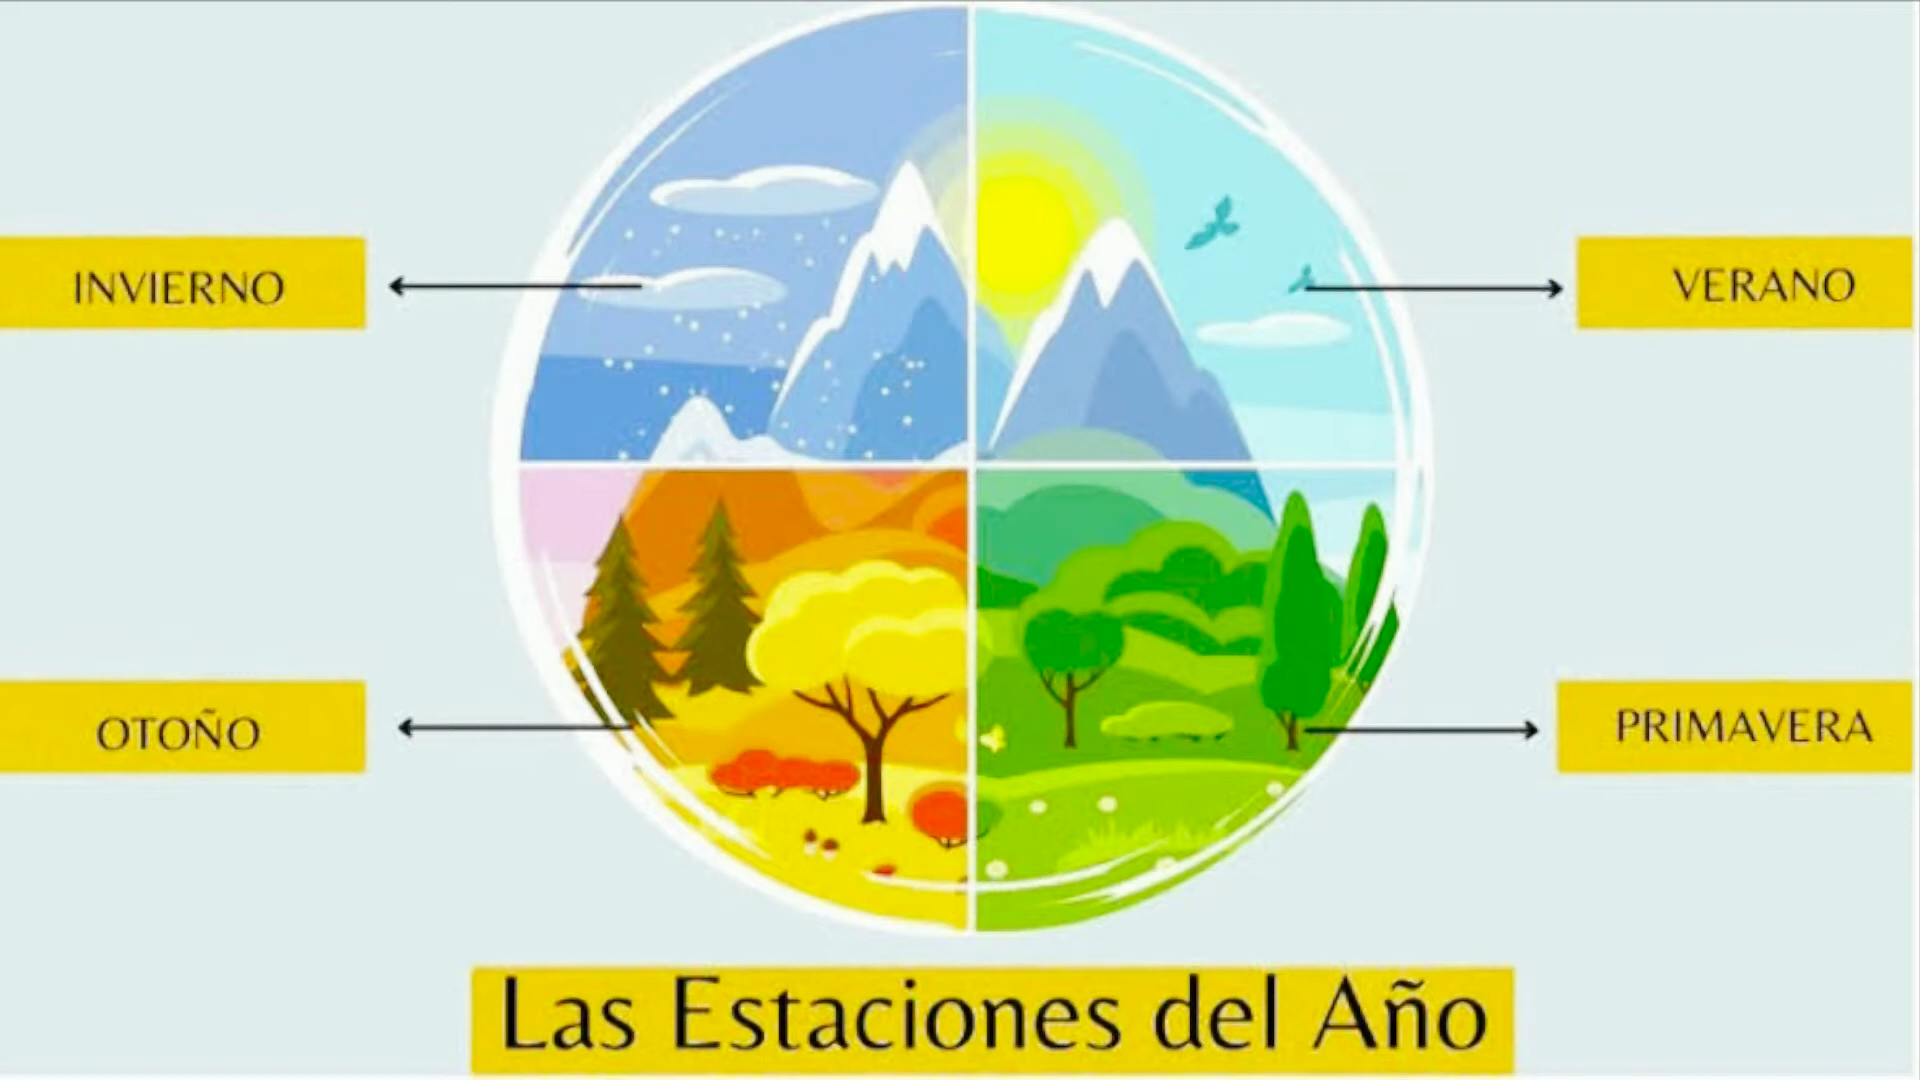 INVIERNO
VERANO
OTOÑO
PRIMAVERA
Las Estaciones del Año